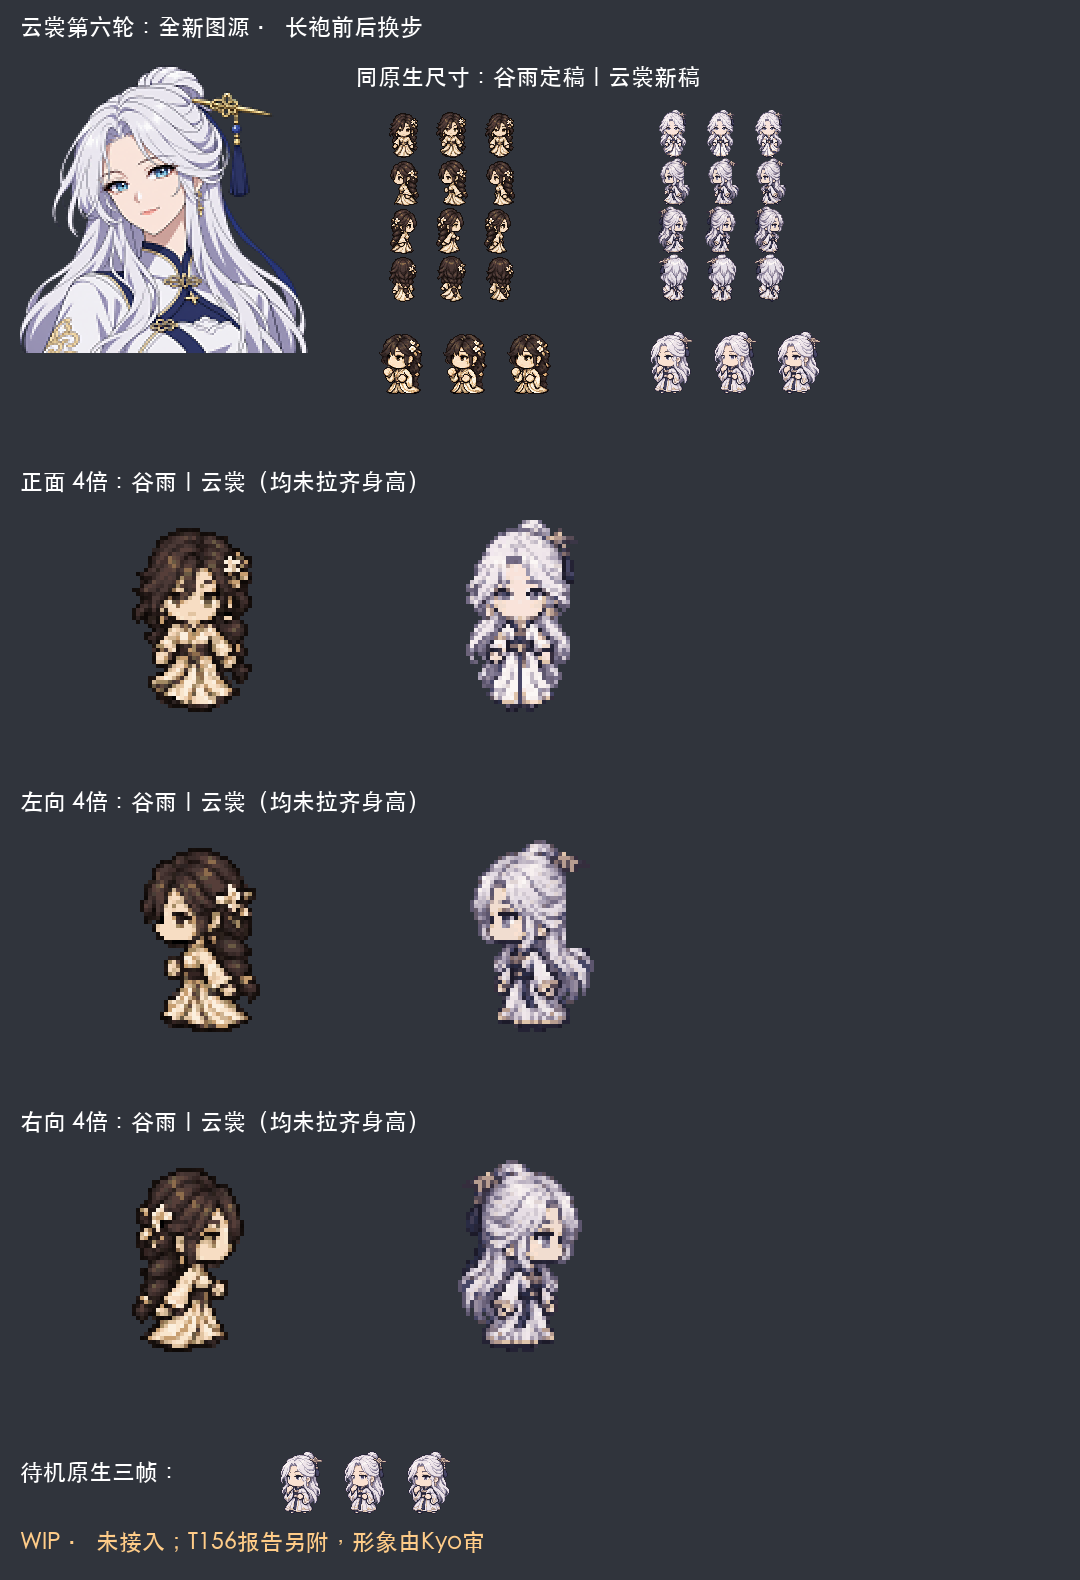 云裳第六轮：全新图源 · 长袍前后换步
同原生尺寸：谷雨定稿｜云裳新稿
正面 4倍：谷雨｜云裳（均未拉齐身高）
左向 4倍：谷雨｜云裳（均未拉齐身高）
右向 4倍：谷雨｜云裳（均未拉齐身高）
待机原生三帧：
WIP · 未接入；T156报告另附，形象由Kyo审